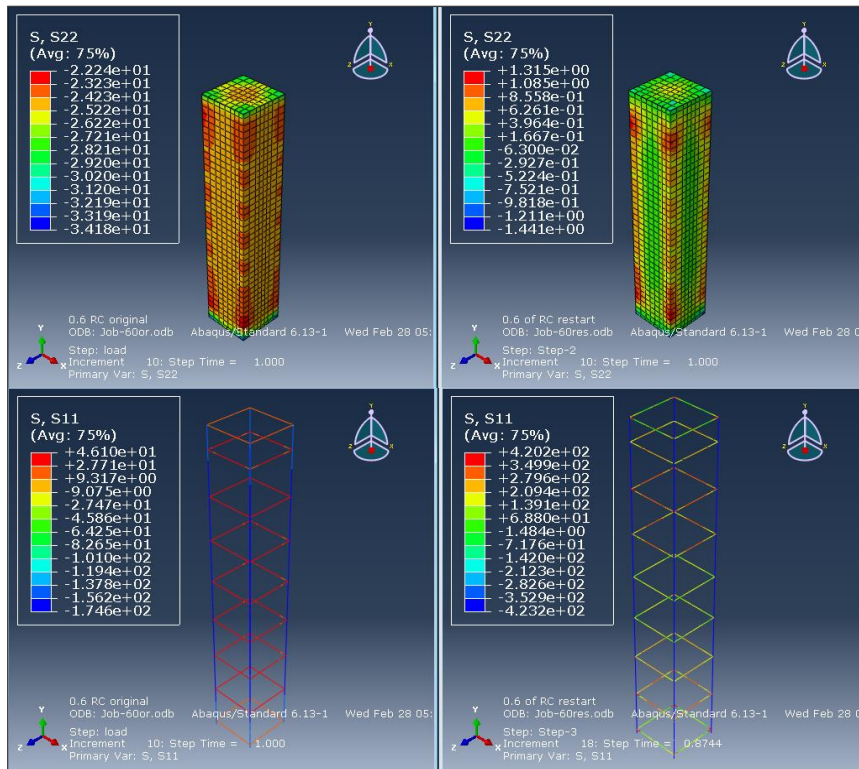 S, S22
(Avg: 75%)
-2.224e+01
-2.323e+01
-2.423e+01
-2.522e+01
-2.622e+01
-2.721e+01
-2.821e+01
-2.920e+01
-3.020e+01
-3.120e+01
-3.219e+01
-3.319e+01
-3.418e+01
Y
Z
X
0.6 RC original
ODB: Job-60or.odb Abaqus/Standard 6.13-1 Wed Feb 28 05:
Y
Z
X
Step: load
Increment 10: Step Time = 1.000
Primary Var: S, S22
S, S22
(Avg: 75%)
+1.315e+00
+1.085e+00
+8.558e-01
+6.261e-01
+3.964e-01
+1.667e-01
-6.300e-02
-2.927e-01
-5.224e-01
-7.521e-01
-9.818e-01
-1.211e+00
-1.441e+00
Y
Z
X
0.6 of RC restart
ODB: Job-60res.odb Abaqus/Standard 6.13-1 Wed Feb 28 0
Y
Z
X
Step: Step-2
Increment 10: Step Time = 1.000
Primary Var: S, S22
S, S11
(Avg: 75%)
+4.610e+01
+2.771e+01
+9.317e+00
-9.075e+00
-2.747e+01
-4.586e+01
-6.425e+01
-8.265e+01
-1.010e+02
-1.194e+02
-1.378e+02
-1.562e+02
-1.746e+02
Y
Z
X
0.6 RC original
ODB: Job-60or.odb Abaqus/Standard 6.13-1 Wed Feb 28 05:
Y
Z
X
Step: load
Increment 10: Step Time = 1.000
Primary Var: S, S11
S, S11
(Avg: 75%)
+4.202e+02
+3.499e+02
+2.796e+02
+2.094e+02
+1.391e+02
+6.880e+01
-1.484e+00
-7.176e+01
-1.420e+02
-2.123e+02
-2.826e+02
-3.529e+02
-4.232e+02
Y
Z
X
0.6 of RC restart
ODB: Job-60res.odb Abaqus/Standard 6.13-1 Wed Feb 28 0
Y
Z
X
Step: Step-3
Increment 18: Step Time = 0.8744
Primary Var: S, S11